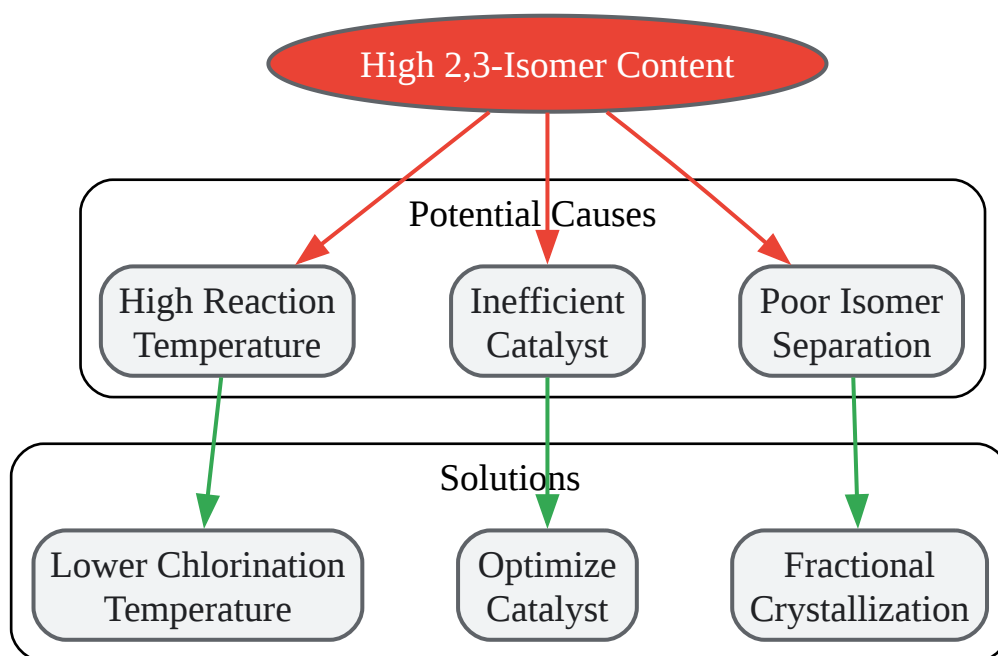 High 2,3-Isomer Content
Potential Causes
High Reaction
Temperature
Inefficient
Catalyst
Poor Isomer
Separation
Solutions
Lower Chlorination
Temperature
Optimize
Catalyst
Fractional
Crystallization